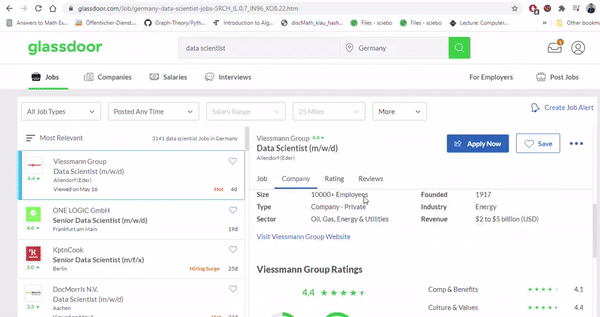 glassdoor.com/Job/germany-data-scientist-jobs-SRCH_IL.0,7_IN96_KO8,22.htm
Answers to Math Ex...
Öffentlicher-Dienst...
Graph-Theory/Pyth...
Introduction to Algo...
discMath_klau_hash...
Files – sciebo
Files – sciebo
Lecture: Computer...
Other bookma
glassdoor
data scientist
Germany
Jobs
Companies
Salaries
Interviews
For Employers
Post Jobs
All Job Types
Posted Any Time
Salary Range
25 Miles
More
Create Job Alert
Most Relevant
3141 data scientist Jobs in Germany
Viessmann Group
Data Scientist (m/w/d)
Allendorf (Eder)
4.4
Viewed on May 16
Hot
4d
ONE LOGIC GmbH
Senior Data Scientist (m/w/d)
Frankfurt am Main
4.6
19d
KptnCook
Senior Data Scientist (m/f/x)
Berlin
3.0
Hiring Surge
25d
DocMorris N.V.
Data Scientist (m/w/d)
Aachen
3.3
Viessmann Group 4.4
Data Scientist (m/w/d)
Allendorf (Eder)
Apply Now
Save
Job
Company
Rating
Reviews
Size 10000+ Employees Founded 1917
Type Company - Private Industry Energy
Sector Oil, Gas, Energy & Utilities Revenue $2 to $5 billion (USD)
Visit Viessmann Group Website
Viessmann Group Ratings
4.4
Comp & Benefits 4.1
Culture & Values 4.4